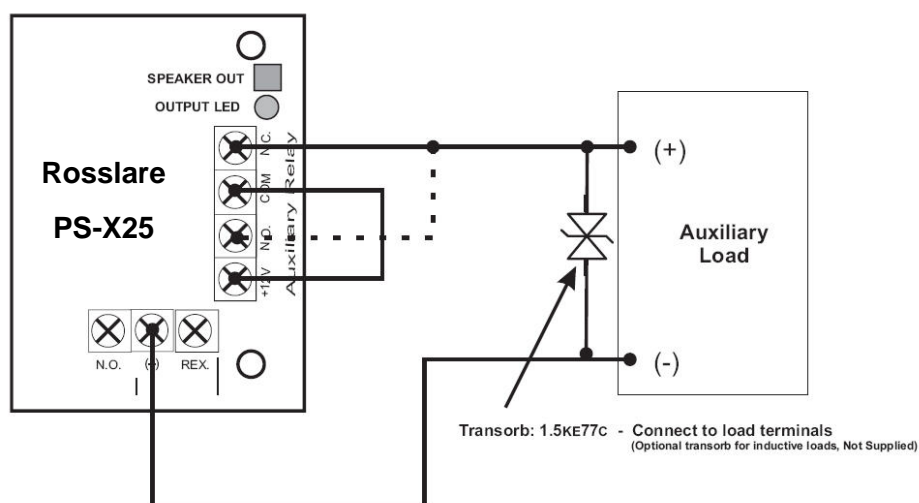 SPEAKER OUT
OUTPUT LED
Rosslare
PS-X25
N.C.
COM
N.O.
+12V
Auxiliary Relay
N.O.
(-)
REX.
(+)
Auxiliary
Load
(-)
Transorb: 1.5KE77C - Connect to load terminals
(Optional transorb for inductive loads, Not Supplied)